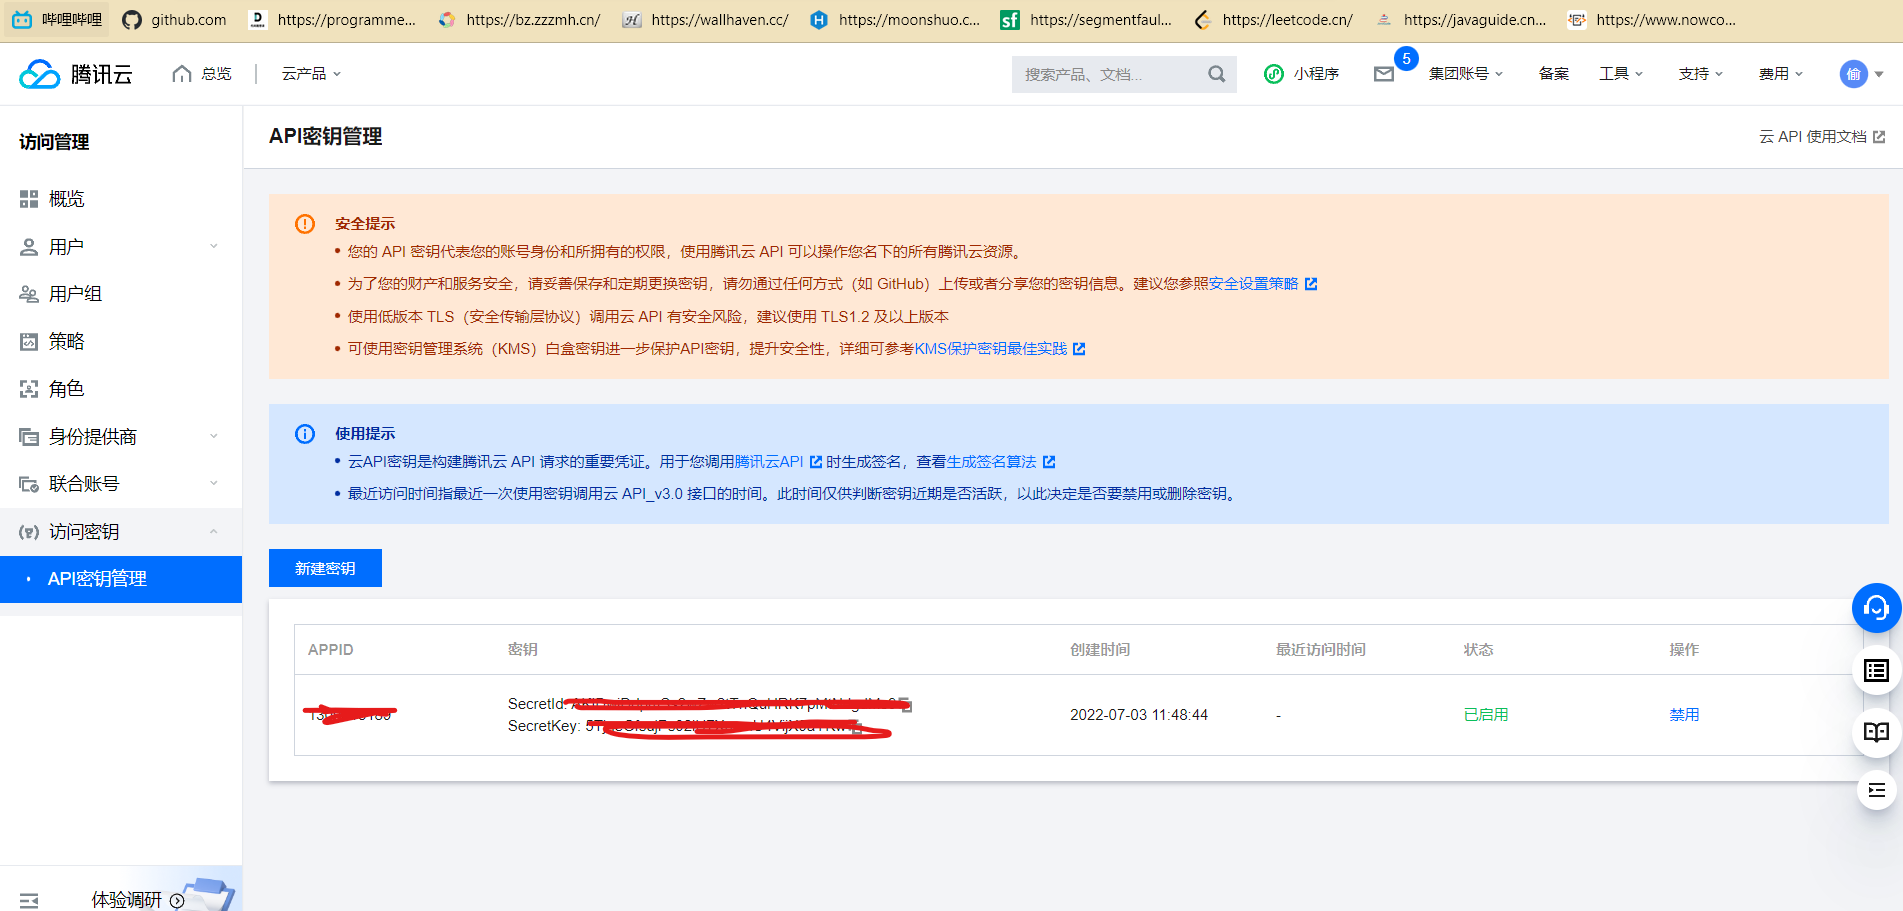 哔哩哔哩 github.com https://programme... https://bz.zzzmh.cn/ https://wallhaven.cc/ https://moonshuo.c... https://segmentfaul... https://leetcode.cn/ https://javaguide.cn... https://www.nowco...
腾讯云 总览 云产品 搜索产品、文档... 小程序 5 集团账号 备案 工具 支持 费用 偷
访问管理
概览
用户
用户组
策略
角色
身份提供商
联合账号
访问密钥
API密钥管理
体验调研
API密钥管理 云 API 使用文档
安全提示
• 您的 API 密钥代表您的账号身份和所拥有的权限，使用腾讯云 API 可以操作您名下的所有腾讯云资源。
• 为了您的财产和服务安全，请妥善保存和定期更换密钥，请勿通过任何方式（如 GitHub）上传或者分享您的密钥信息。建议您参照安全设置策略
• 使用低版本 TLS（安全传输层协议）调用云 API 有安全风险，建议使用 TLS1.2 及以上版本
• 可使用密钥管理系统（KMS）白盒密钥进一步保护API密钥，提升安全性，详细可参考KMS保护密钥最佳实践
使用提示
• 云API密钥是构建腾讯云 API 请求的重要凭证。用于您调用腾讯云API 时生成签名，查看生成签名算法
• 最近访问时间指最近一次使用密钥调用云 API_v3.0 接口的时间。此时间仅供判断密钥近期是否活跃，以此决定是否要禁用或删除密钥。
新建密钥
APPID 密钥 创建时间 最近访问时间 状态 操作
SecretId:
SecretKey:
2022-07-03 11:48:44 - 已启用 禁用